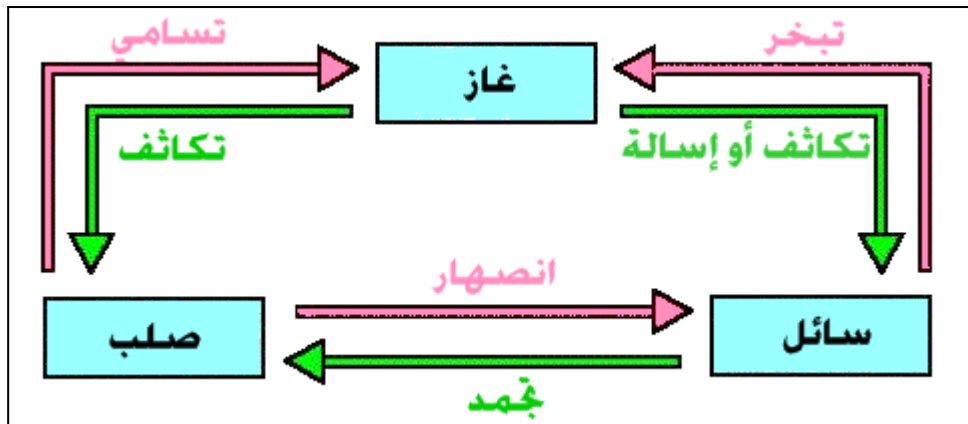 تبخر
تسامي
غاز
تكاثف أو إسالة
تكاثف
انصهار
سائل
صلب
تجمد